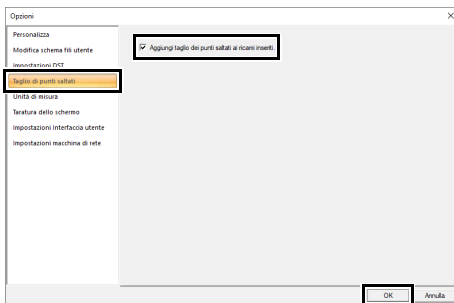 Opzioni
Personalizza
Modifica schema fili utente
Impostazioni DST
Taglio di punti saltati
Unità di misura
Taratura dello schermo
Impostazioni Interfaccia utente
Impostazioni macchina di rete
Aggiungi taglio dei punti saltati ai ricami inseriti.
OK
Annulla